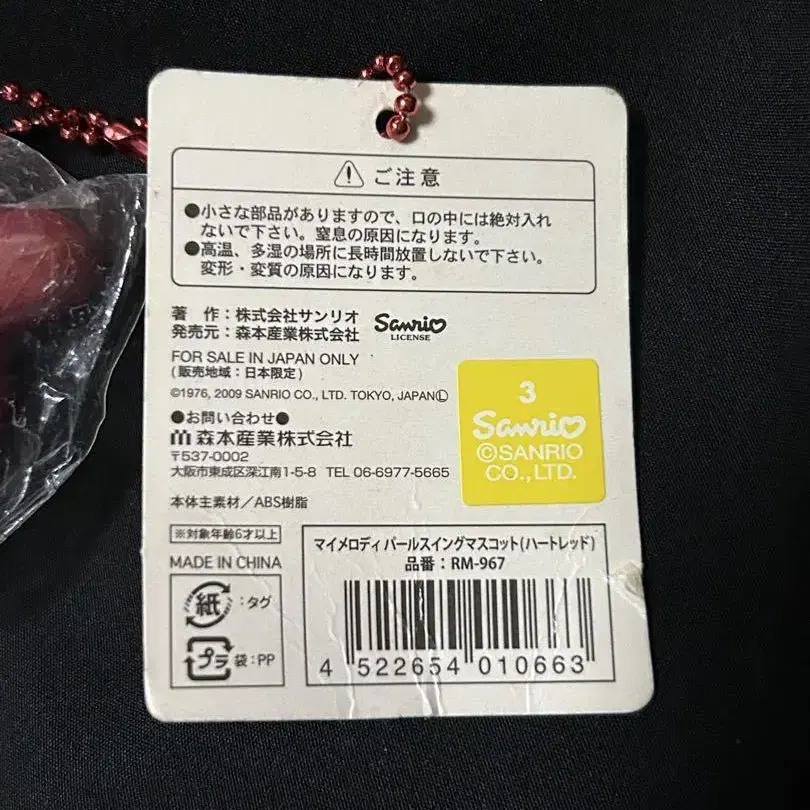 ご注意
●小さな部品がありますので、口の中には絶対入れ
ないで下さい。窒息の原因になります。
●高温、多湿の場所に長時間放置しないで下さい。
変形・変質の原因になります。
著 作：株式会社サンリオ
発売元：森本産業株式会社
Sanrio
LICENSE
FOR SALE IN JAPAN ONLY
(販売地域：日本限定)
©1976, 2009 SANRIO CO., LTD. TOKYO, JAPAN Ⓛ
●お問い合わせ●
森本産業株式会社
〒537-0002
大阪市東成区深江南1-5-8 TEL 06-6977-5665
3
Sanrio
©SANRIO
CO.,LTD.
本体主素材／ABS樹脂
※対象年齢6才以上
MADE IN CHINA
紙：タグ
プラ 袋：PP
マイメロディ パールスイングマスコット(ハートレッド)
品番：RM-967
4 522654 010663